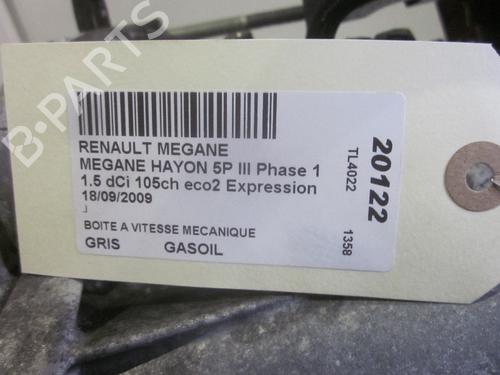 B-PARTS
RENAULT MEGANE
MEGANE HAYON 5P III Phase 1
1.5 dCi 105ch eco2 Expression
18/09/2009
BOITE A VITESSE MECANIQUE
GRIS GASOIL
TL4022
1358
20122